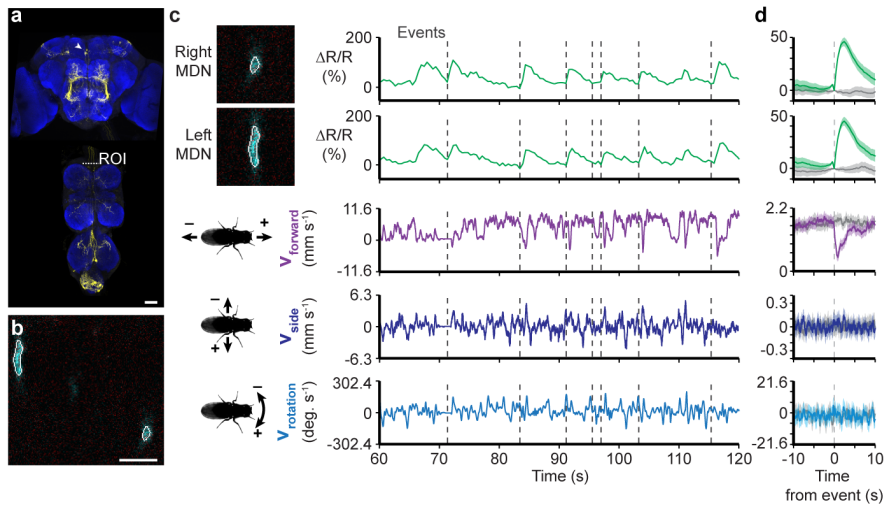 a
ROI
b
c
Right
MDN
Left
MDN
Events
ΔR/R
(%)
200
0
ΔR/R
(%)
200
0
− +
Vforward
(mm s⁻¹)
11.6
0
-11.6
−
+
Vside
(mm s⁻¹)
6.3
0
-6.3
−
+
Vrotation
(deg. s⁻¹)
302.4
0
-302.4
60 70 80 90 100 110 120
Time (s)
d
50
0
50
0
2.2
0
0.3
0
-0.3
21.6
0
-21.6
-10 0 10
Time
from event (s)